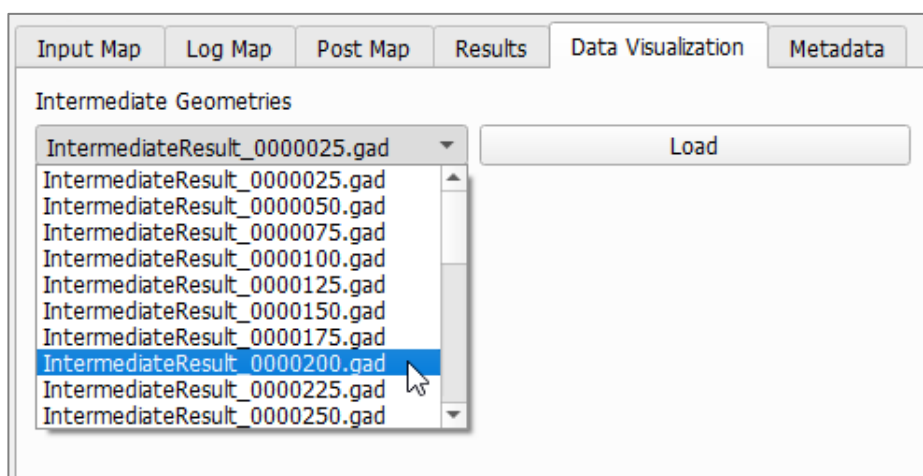 Input Map Log Map Post Map Results Data Visualization Metadata
Intermediate Geometries
IntermediateResult_0000025.gad Load
IntermediateResult_0000025.gad
IntermediateResult_0000050.gad
IntermediateResult_0000075.gad
IntermediateResult_0000100.gad
IntermediateResult_0000125.gad
IntermediateResult_0000150.gad
IntermediateResult_0000175.gad
IntermediateResult_0000200.gad
IntermediateResult_0000225.gad
IntermediateResult_0000250.gad